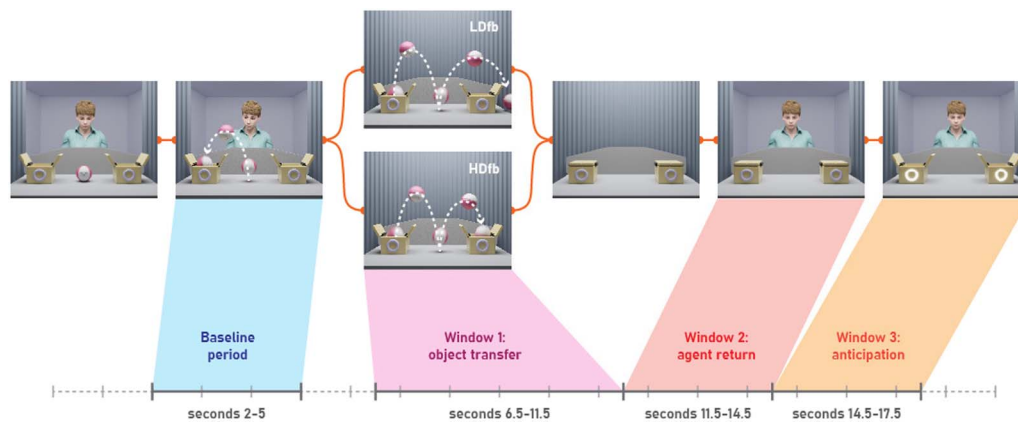 LDfb
HDfb
Baseline
period
Window 1:
object transfer
Window 2:
agent return
Window 3:
anticipation
seconds 2-5
seconds 6.5-11.5
seconds 11.5-14.5
seconds 14.5-17.5